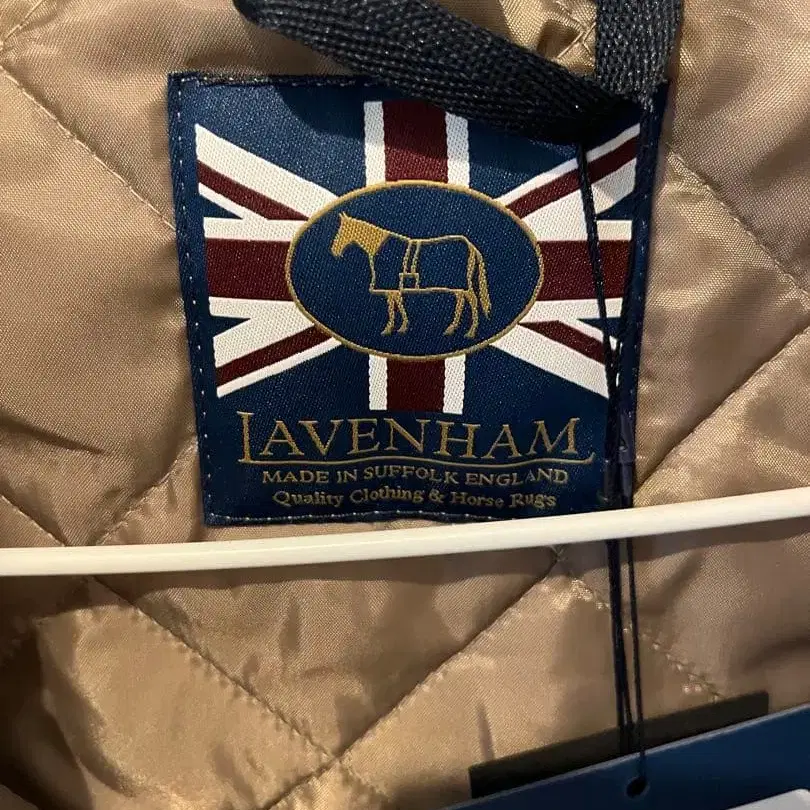 LAVENHAM
MADE IN SUFFOLK ENGLAND
Quality Clothing & Horse Rugs